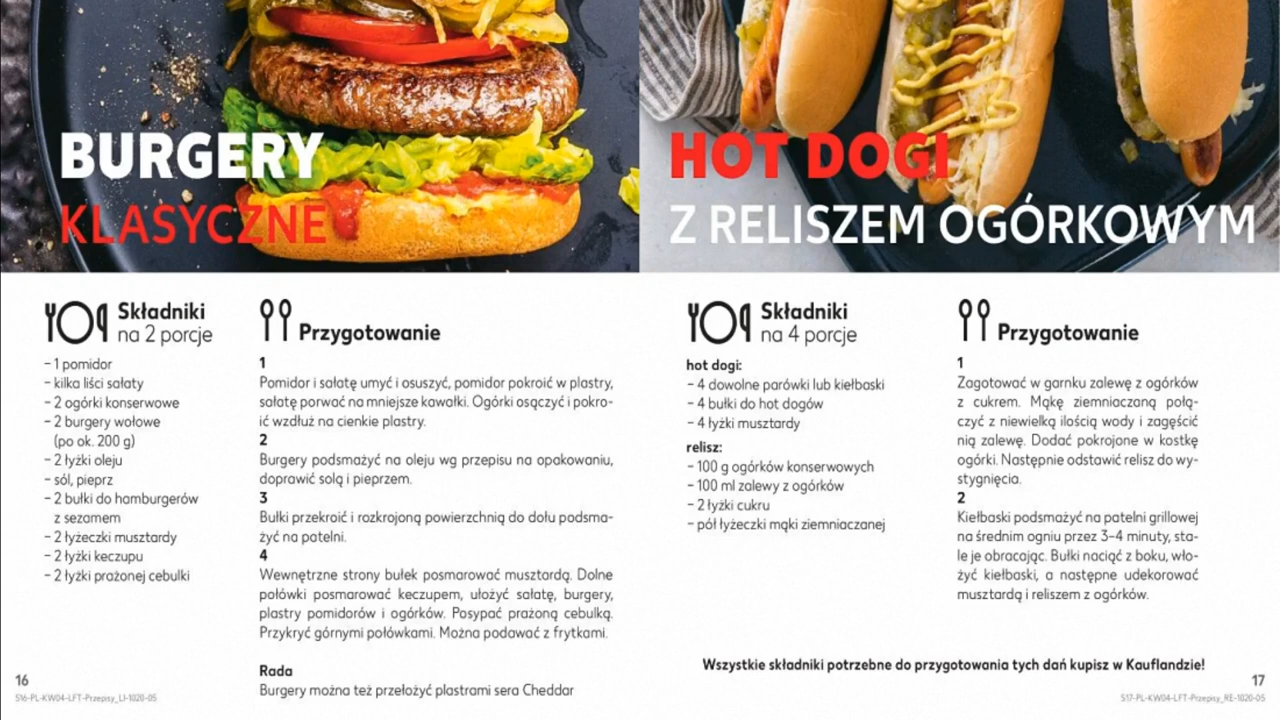 BURGERY
KLASYCZNE
Składniki
na 2 porcje
– 1 pomidor
– kilka liści sałaty
– 2 ogórki konserwowe
– 2 burgery wołowe
(po ok. 200 g)
– 2 łyżki oleju
– sól, pieprz
– 2 bułki do hamburgerów
z sezamem
– 2 łyżeczki musztardy
– 2 łyżki keczupu
– 2 łyżki prażonej cebulki
Przygotowanie
1
Pomidor i sałatę umyć i osuszyć, pomidor pokroić w plastry,
sałatę porwać na mniejsze kawałki. Ogórki osączyć i pokro-
ić wzdłuż na cienkie plastry.
2
Burgery podsmażyć na oleju wg przepisu na opakowaniu,
doprawić solą i pieprzem.
3
Bułki przekroić i rozkrojoną powierzchnią do dołu podsma-
żyć na patelni.
4
Wewnętrzne strony bułek posmarować musztardą. Dolne
połówki posmarować keczupem, ułożyć sałatę, burgery,
plastry pomidorów i ogórków. Posypać prażoną cebulką.
Przykryć górnymi połówkami. Można podawać z frytkami.
Rada
Burgery można też przełożyć plastrami sera Cheddar
16
S16-PL-KW04-LFT-Przepisy_LI-1020-05
HOT DOGI
Z RELISZEM OGÓRKOWYM
Składniki
na 4 porcje
hot dogi:
– 4 dowolne parówki lub kiełbaski
– 4 bułki do hot dogów
– 4 łyżki musztardy
relisz:
– 100 g ogórków konserwowych
– 100 ml zalewy z ogórków
– 2 łyżki cukru
– pół łyżeczki mąki ziemniaczanej
Przygotowanie
1
Zagotować w garnku zalewę z ogórków
z cukrem. Mąkę ziemniaczaną połą-
czyć z niewielką ilością wody i zagęścić
nią zalewę. Dodać pokrojone w kostkę
ogórki. Następnie odstawić relisz do wy-
stygnięcia.
2
Kiełbaski podsmażyć na patelni grillowej
na średnim ogniu przez 3–4 minuty, sta-
le je obracając. Bułki naciąć z boku, wło-
żyć kiełbaski, a następne udekorować
musztardą i reliszem z ogórków.
Wszystkie składniki potrzebne do przygotowania tych dań kupisz w Kauflandzie!
17
S17-PL-KW04-LFT-Przepisy_RE-1020-05